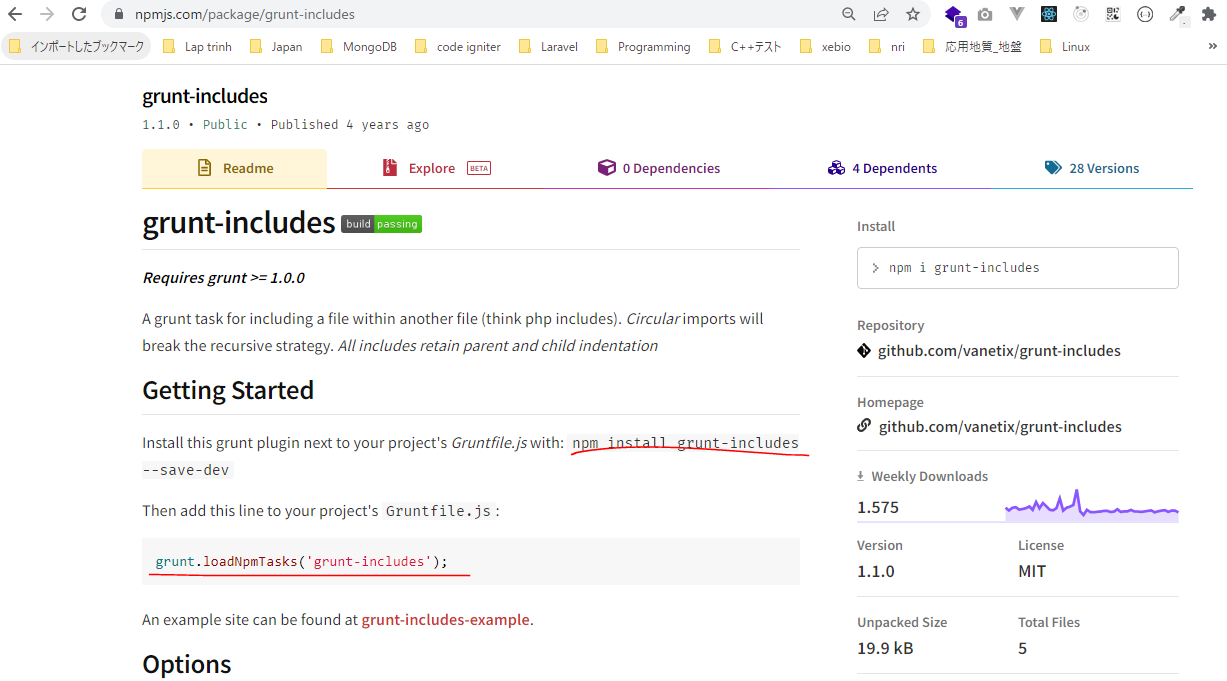 npmjs.com/package/grunt-includes
6
インポートしたブックマーク Lap trinh Japan MongoDB code igniter Laravel Programming C++テスト xebio nri 応用地質_地盤 Linux »
grunt-includes
1.1.0 • Public • Published 4 years ago
Readme Explore BETA 0 Dependencies 4 Dependents 28 Versions
grunt-includes build passing
Requires grunt >= 1.0.0
A grunt task for including a file within another file (think php includes). Circular imports will
break the recursive strategy. All includes retain parent and child indentation
Getting Started
Install this grunt plugin next to your project's Gruntfile.js with: npm install grunt-includes
--save-dev
Then add this line to your project's Gruntfile.js:
grunt.loadNpmTasks('grunt-includes');
An example site can be found at grunt-includes-example.
Options
Install
> npm i grunt-includes
Repository
github.com/vanetix/grunt-includes
Homepage
github.com/vanetix/grunt-includes
Weekly Downloads
1.575
Version License
1.1.0 MIT
Unpacked Size Total Files
19.9 kB 5